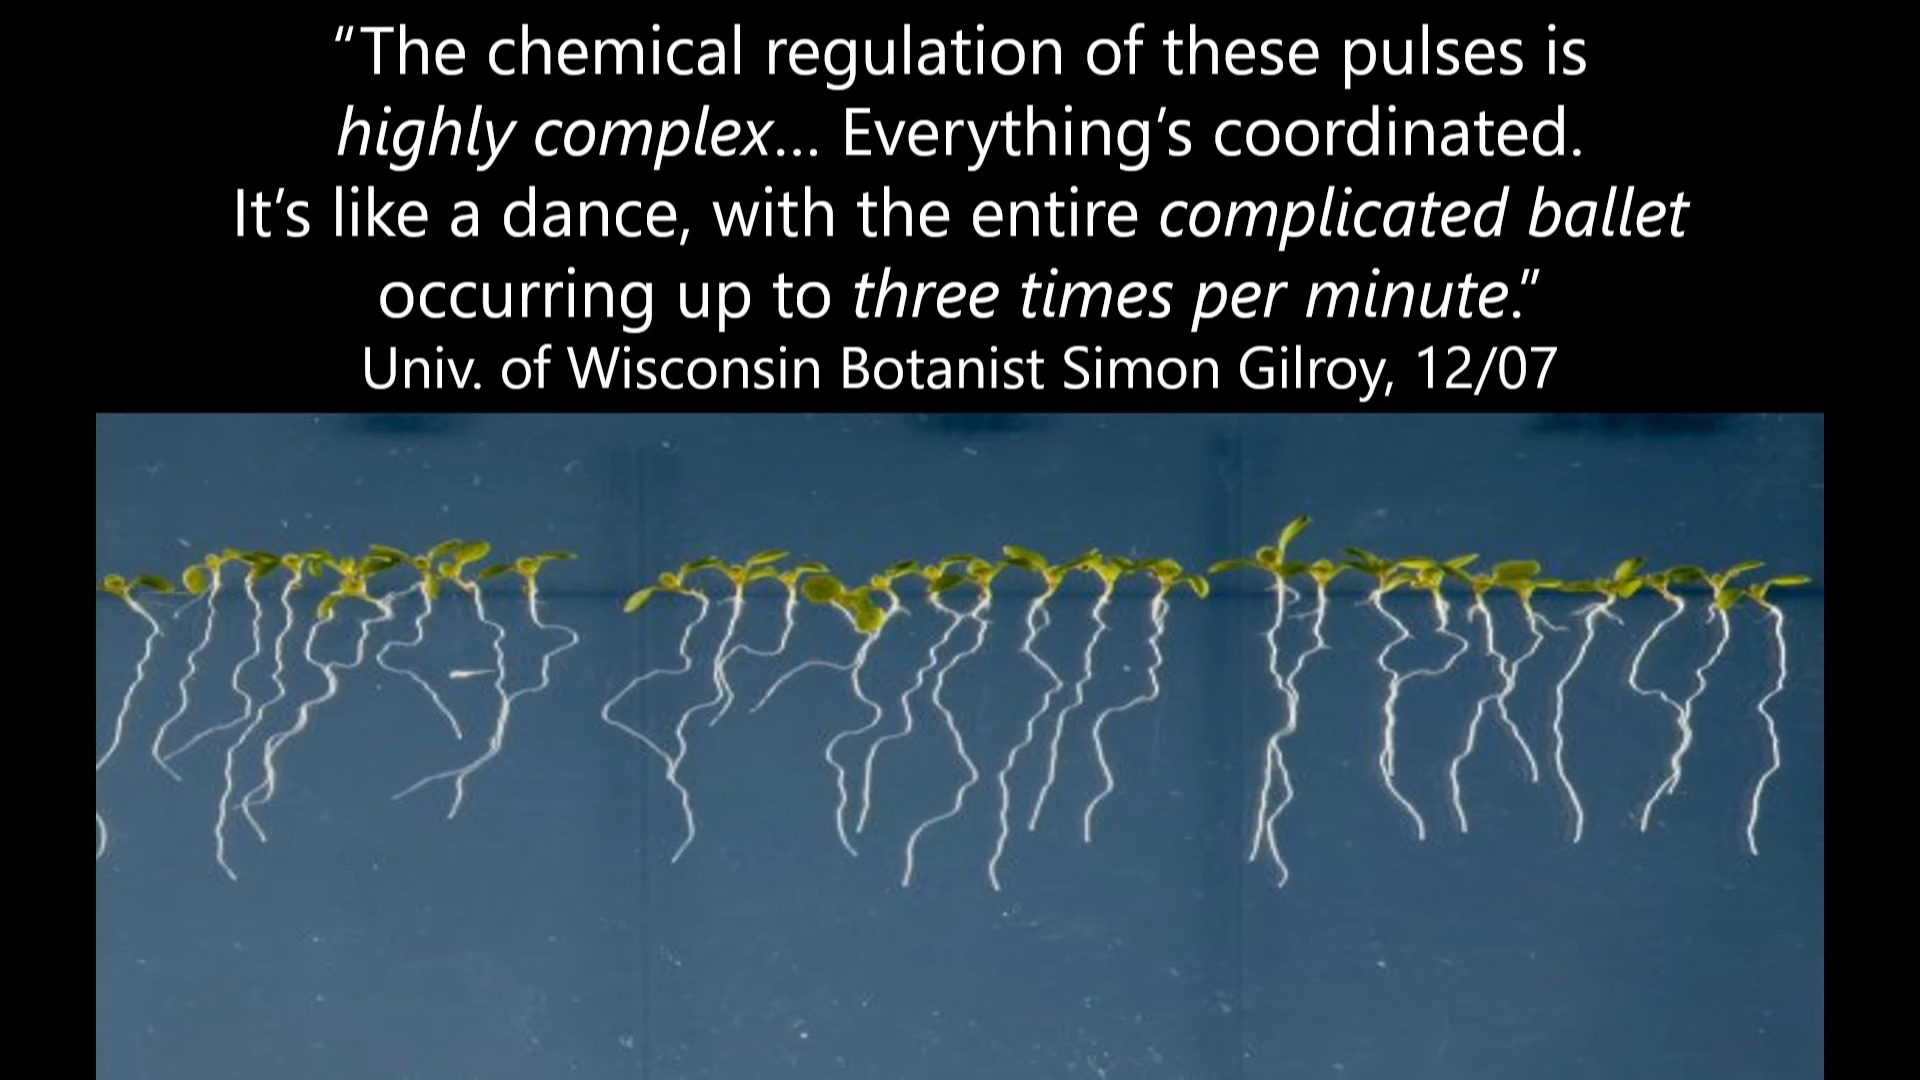 “The chemical regulation of these pulses is
highly complex... Everything’s coordinated.
It’s like a dance, with the entire complicated ballet
occurring up to three times per minute.”
Univ. of Wisconsin Botanist Simon Gilroy, 12/07